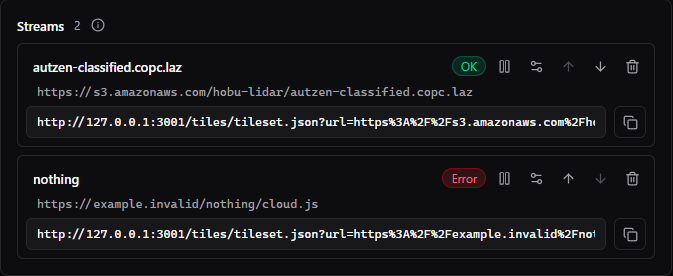 Streams 2
autzen-classified.copc.laz OK
https://s3.amazonaws.com/hobu-lidar/autzen-classified.copc.laz
http://127.0.0.1:3001/tiles/tileset.json?url=https%3A%2F%2Fs3.amazonaws.com%2Fho
nothing Error
https://example.invalid/nothing/cloud.js
http://127.0.0.1:3001/tiles/tileset.json?url=https%3A%2F%2Fexample.invalid%2Fnot